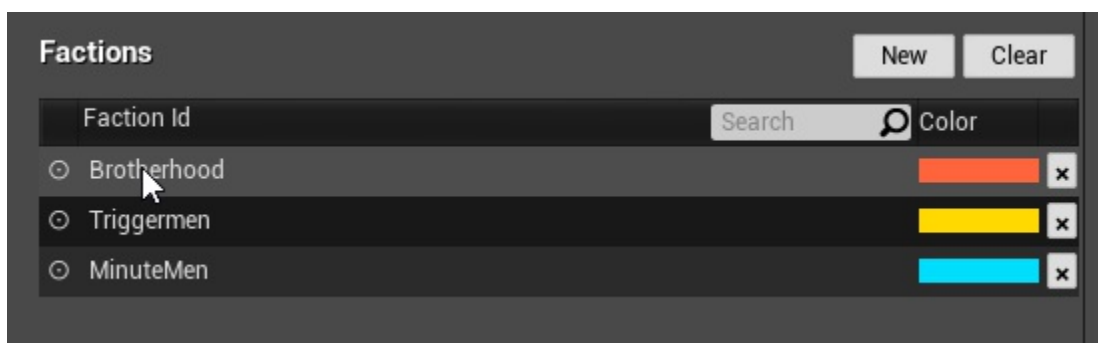 Factions New Clear
Faction Id Search Color
Brotherhood
Triggermen
MinuteMen